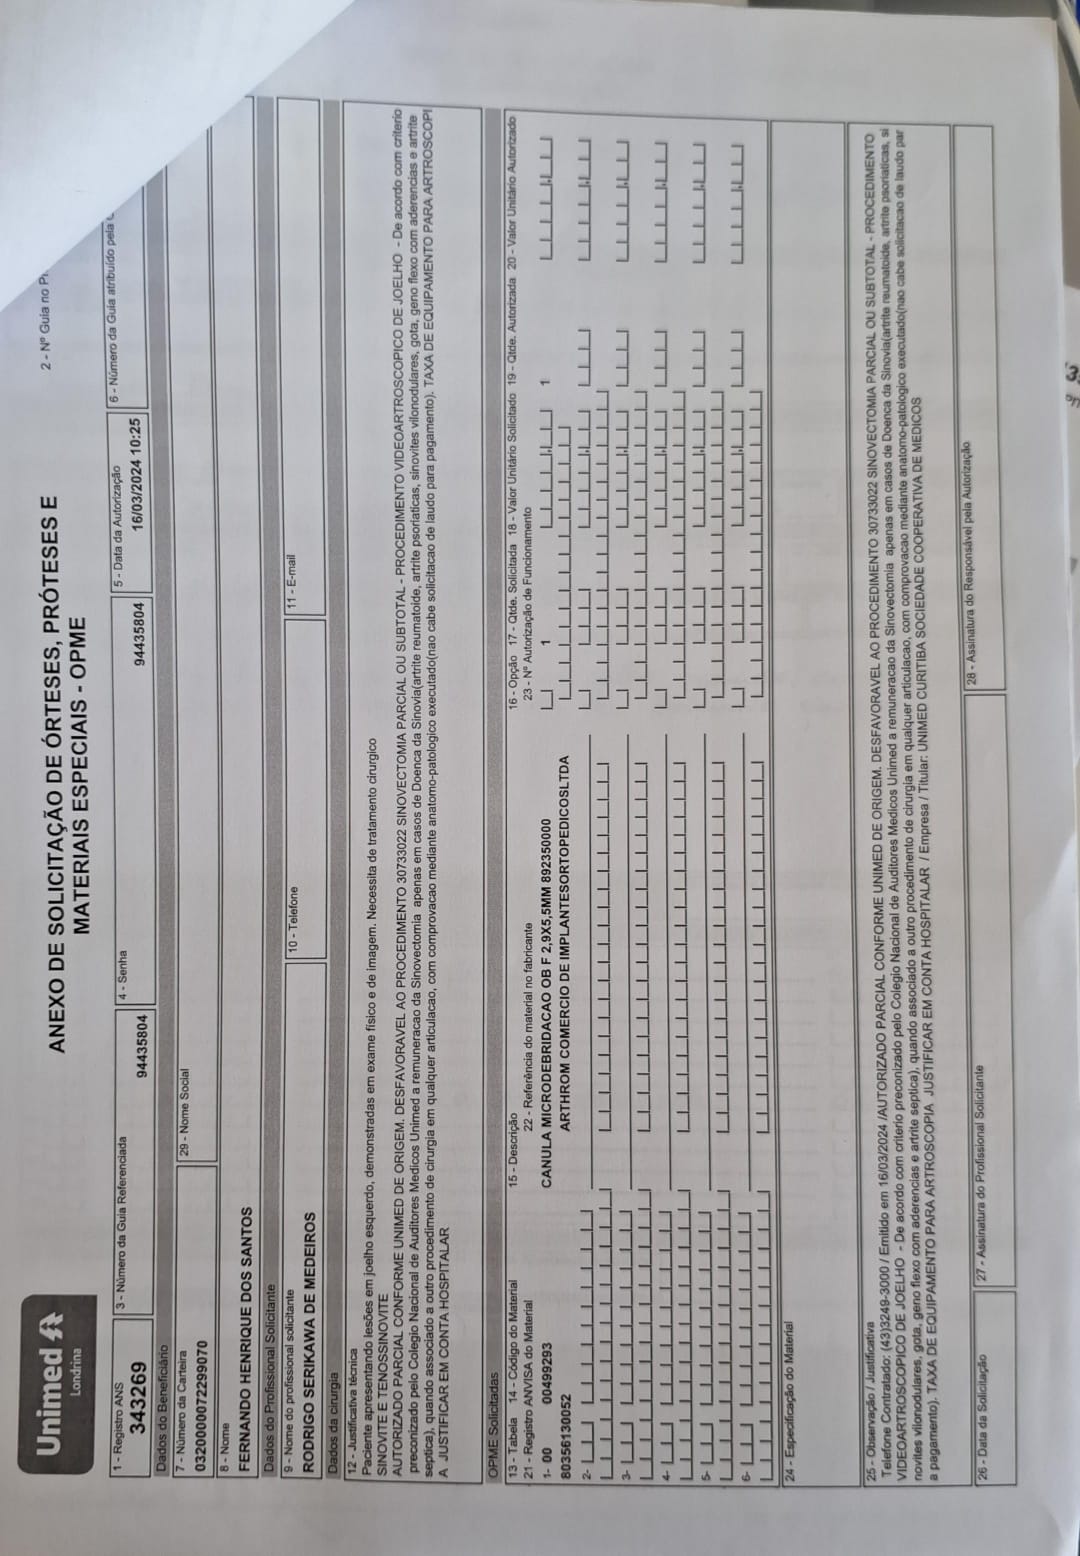 Unimed
Londrina
ANEXO DE SOLICITAÇÃO DE ÓRTESES, PRÓTESES E
MATERIAIS ESPECIAIS - OPME
2 - Nº Guia no
1 - Registro ANS
343269
3 - Número da Guia Referenciada
94435804
4 - Senha
94435804
5 - Data da Autorização
16/03/2024 10:25
6 - Número da Guia atribuído pela
Dados do Beneficiário
7 - Número da Carteira
03200000722990​70
29 - Nome Social
8 - Nome
FERNANDO HENRIQUE DOS SANTOS
Dados do Profissional Solicitante
9 - Nome do profissional solicitante
RODRIGO SERIKAWA DE MEDEIROS
10 - Telefone
11 - E-mail
Dados da cirurgia
12 - Justificativa técnica
Paciente apresentando lesões em joelho esquerdo, demonstradas em exame físico e de imagem. Necessita de tratamento cirurgico
SINOVITE E TENOSSINOVITE
AUTORIZADO PARCIAL CONFORME UNIMED DE ORIGEM. DESFAVORAVEL AO PROCEDIMENTO 30733022 SINOVECTOMIA PARCIAL OU SUBTOTAL - PROCEDIMENTO VIDEOARTROSCOPICO DE JOELHO - De acordo com criterio
preconizado pelo Colegio Nacional de Auditores Medicos Unimed a remuneracao da Sinovectomia apenas em casos de Doenca da Sinovia(artrite reumatoide, artrite psoriaticas, sinovites vilonodulares, gota, geno flexo com aderencias e artrite
septica), quando associado a outro procedimento de cirurgia em qualquer articulacao, com comprovacao mediante anatomo-patologico executado(nao cabe solicitacao de laudo para pagamento). TAXA DE EQUIPAMENTO PARA ARTROSCOPI
A JUSTIFICAR EM CONTA HOSPITALAR
OPME Solicitadas
13 - Tabela 14 - Código do Material 15 - Descrição 16 - Opção 17 - Qtde. Solicitada 18 - Valor Unitário Solicitado 19 - Qtde. Autorizada 20 - Valor Unitário Autorizado
21 - Registro ANVISA do Material 22 - Referência do material no fabricante 23 - Nº Autorização de Funcionamento
1- 00 00499293 CANULA MICRODEBRIDACAO OB F 2,9X5,5MM 892350000 1 1
80356130052 ARTHROM COMERCIO DE IMPLANTESORTOPEDICOSLTDA
2-
3-
4-
5-
6-
24 - Especificação do Material
25 - Observação / Justificativa
Telefone Contratado: (43)3249-3000 / Emitido em 16/03/2024 /AUTORIZADO PARCIAL CONFORME UNIMED DE ORIGEM. DESFAVORAVEL AO PROCEDIMENTO 30733022 SINOVECTOMIA PARCIAL OU SUBTOTAL - PROCEDIMENTO
VIDEOARTROSCOPICO DE JOELHO - De acordo com criterio preconizado pelo Colegio Nacional de Auditores Medicos Unimed a remuneracao da Sinovectomia apenas em casos de Doenca da Sinovia(artrite reumatoide, artrite psoriaticas, si
novites vilonodulares, gota, geno flexo com aderencias e artrite septica), quando associado a outro procedimento de cirurgia em qualquer articulacao, com comprovacao mediante anatomo-patologico executado(nao cabe solicitacao de laudo par
a pagamento). TAXA DE EQUIPAMENTO PARA ARTROSCOPIA JUSTIFICAR EM CONTA HOSPITALAR / Empresa / Titular: UNIMED CURITIBA SOCIEDADE COOPERATIVA DE MEDICOS
26 - Data da Solicitação
27 - Assinatura do Profissional Solicitante
28 - Assinatura do Responsável pela Autorização